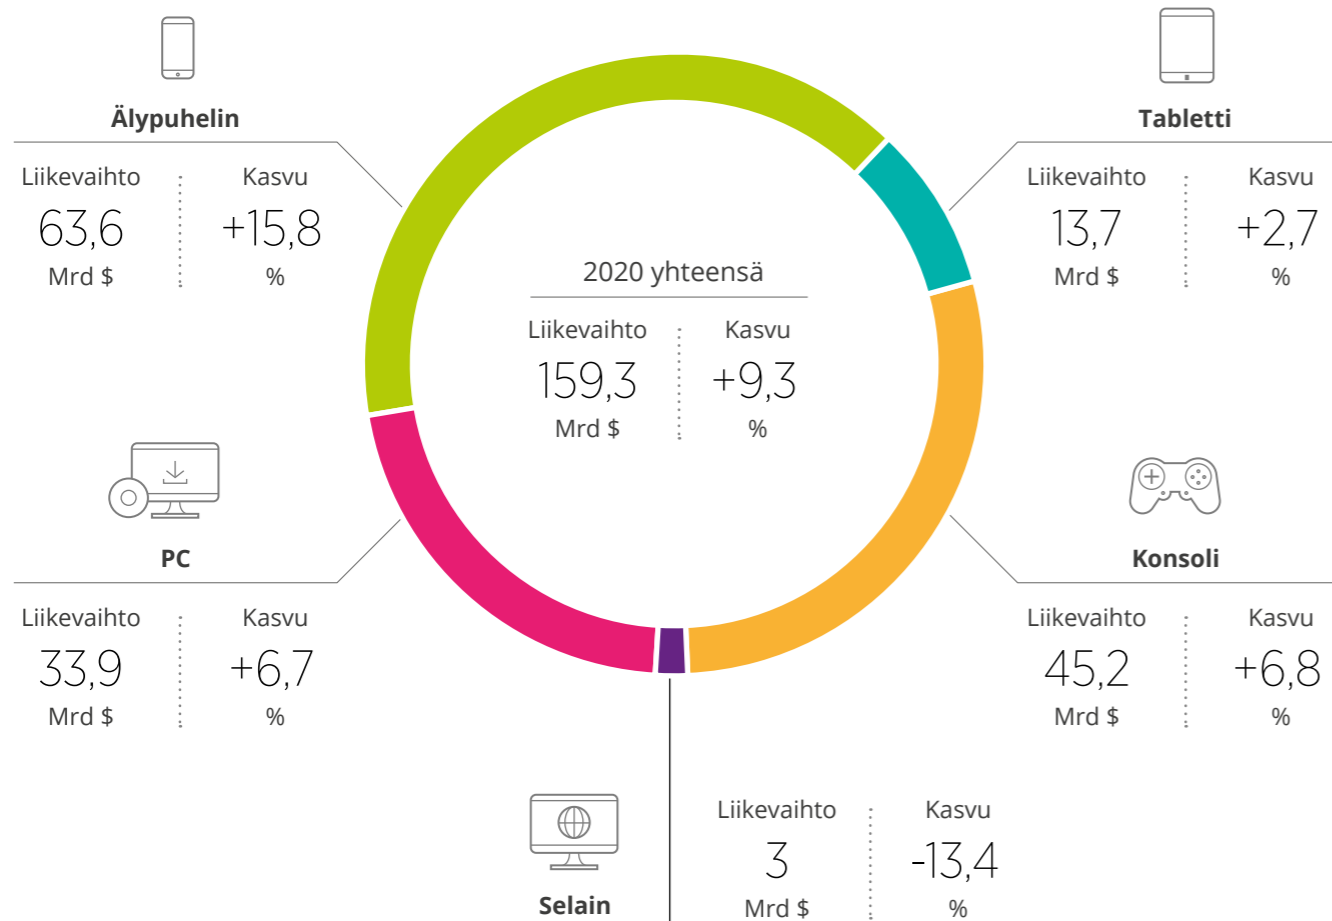 Älypuhelin
Liikevaihto Kasvu
63,6 +15,8
Mrd $ %
Tabletti
Liikevaihto Kasvu
13,7 +2,7
Mrd $ %
2020 yhteensä
Liikevaihto Kasvu
159,3 +9,3
Mrd $ %
PC
Liikevaihto Kasvu
33,9 +6,7
Mrd $ %
Konsoli
Liikevaihto Kasvu
45,2 +6,8
Mrd $ %
Selain
Liikevaihto Kasvu
3 -13,4
Mrd $ %